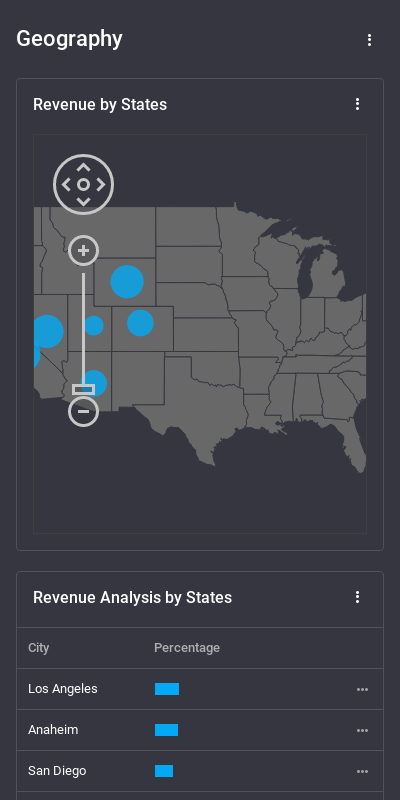 Geography
Revenue by States
Revenue Analysis by States
City Percentage
Los Angeles
Anaheim
San Diego